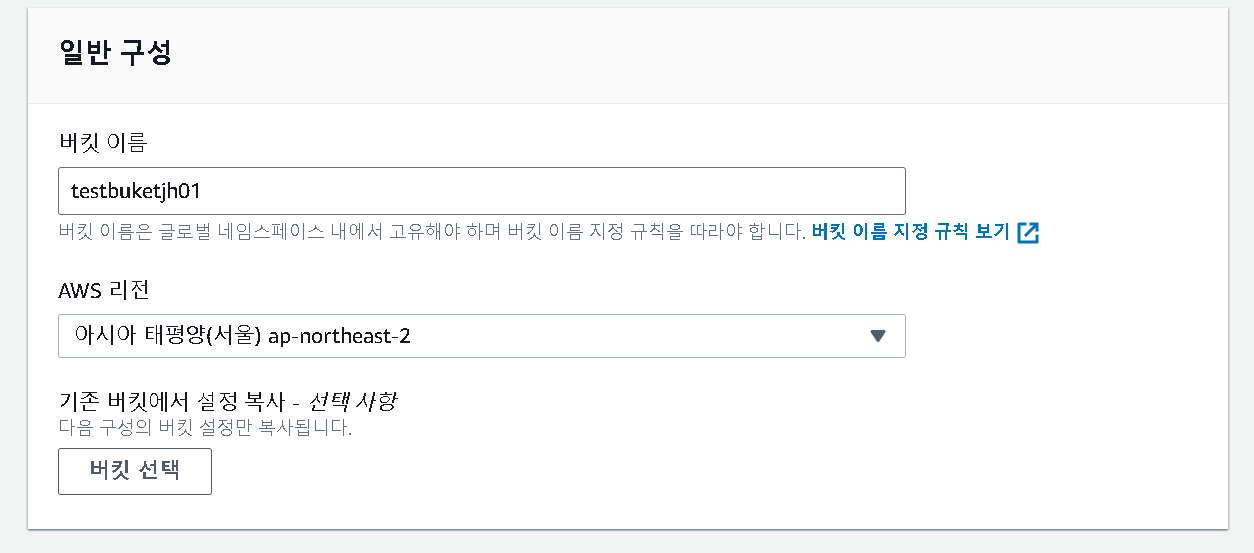 일반 구성
버킷 이름
testbuketjh01
버킷 이름은 글로벌 네임스페이스 내에서 고유해야 하며 버킷 이름 지정 규칙을 따라야 합니다. 버킷 이름 지정 규칙 보기
AWS 리전
아시아 태평양(서울) ap-northeast-2
기존 버킷에서 설정 복사 - 선택 사항
다음 구성의 버킷 설정만 복사됩니다.
버킷 선택